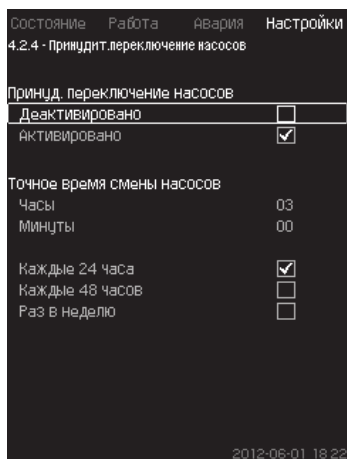 Состояние Работа Авария Настройки
4.2.4 - Принудит.переключение насосов
Принуд. переключение насосов
Деактивировано
Активировано
Точное время смены насосов
Часы 03
Минуты 00
Каждые 24 часа
Каждые 48 часов
Раз в неделю
2012-06-01 18:22